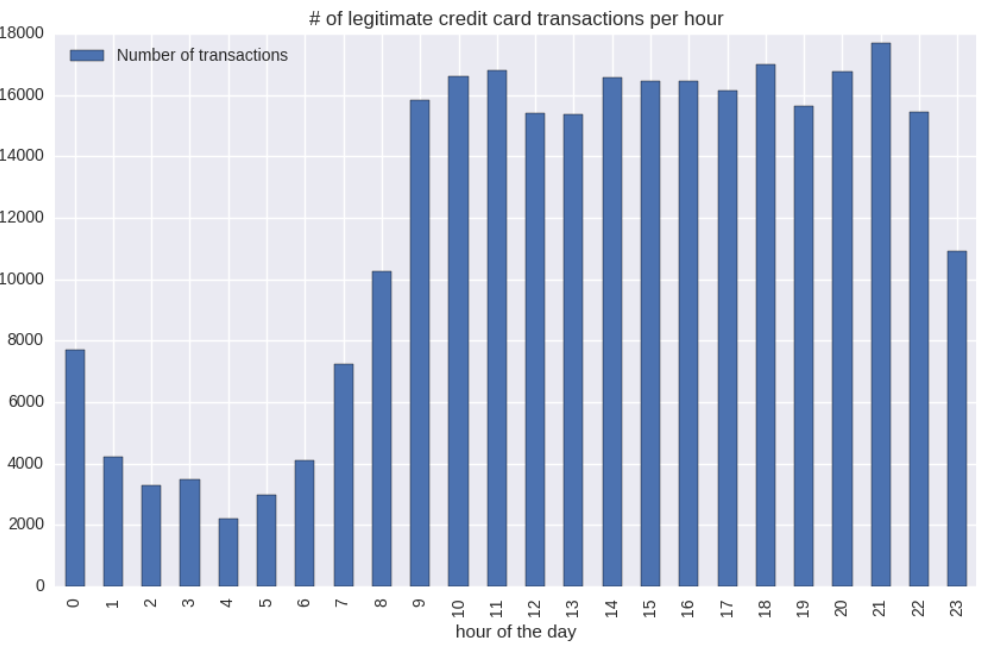 # of legitimate credit card transactions per hour
Number of transactions
18000
16000
14000
12000
10000
8000
6000
4000
2000
0
0 1 2 3 4 5 6 7 8 9 10 11 12 13 14 15 16 17 18 19 20 21 22 23
hour of the day